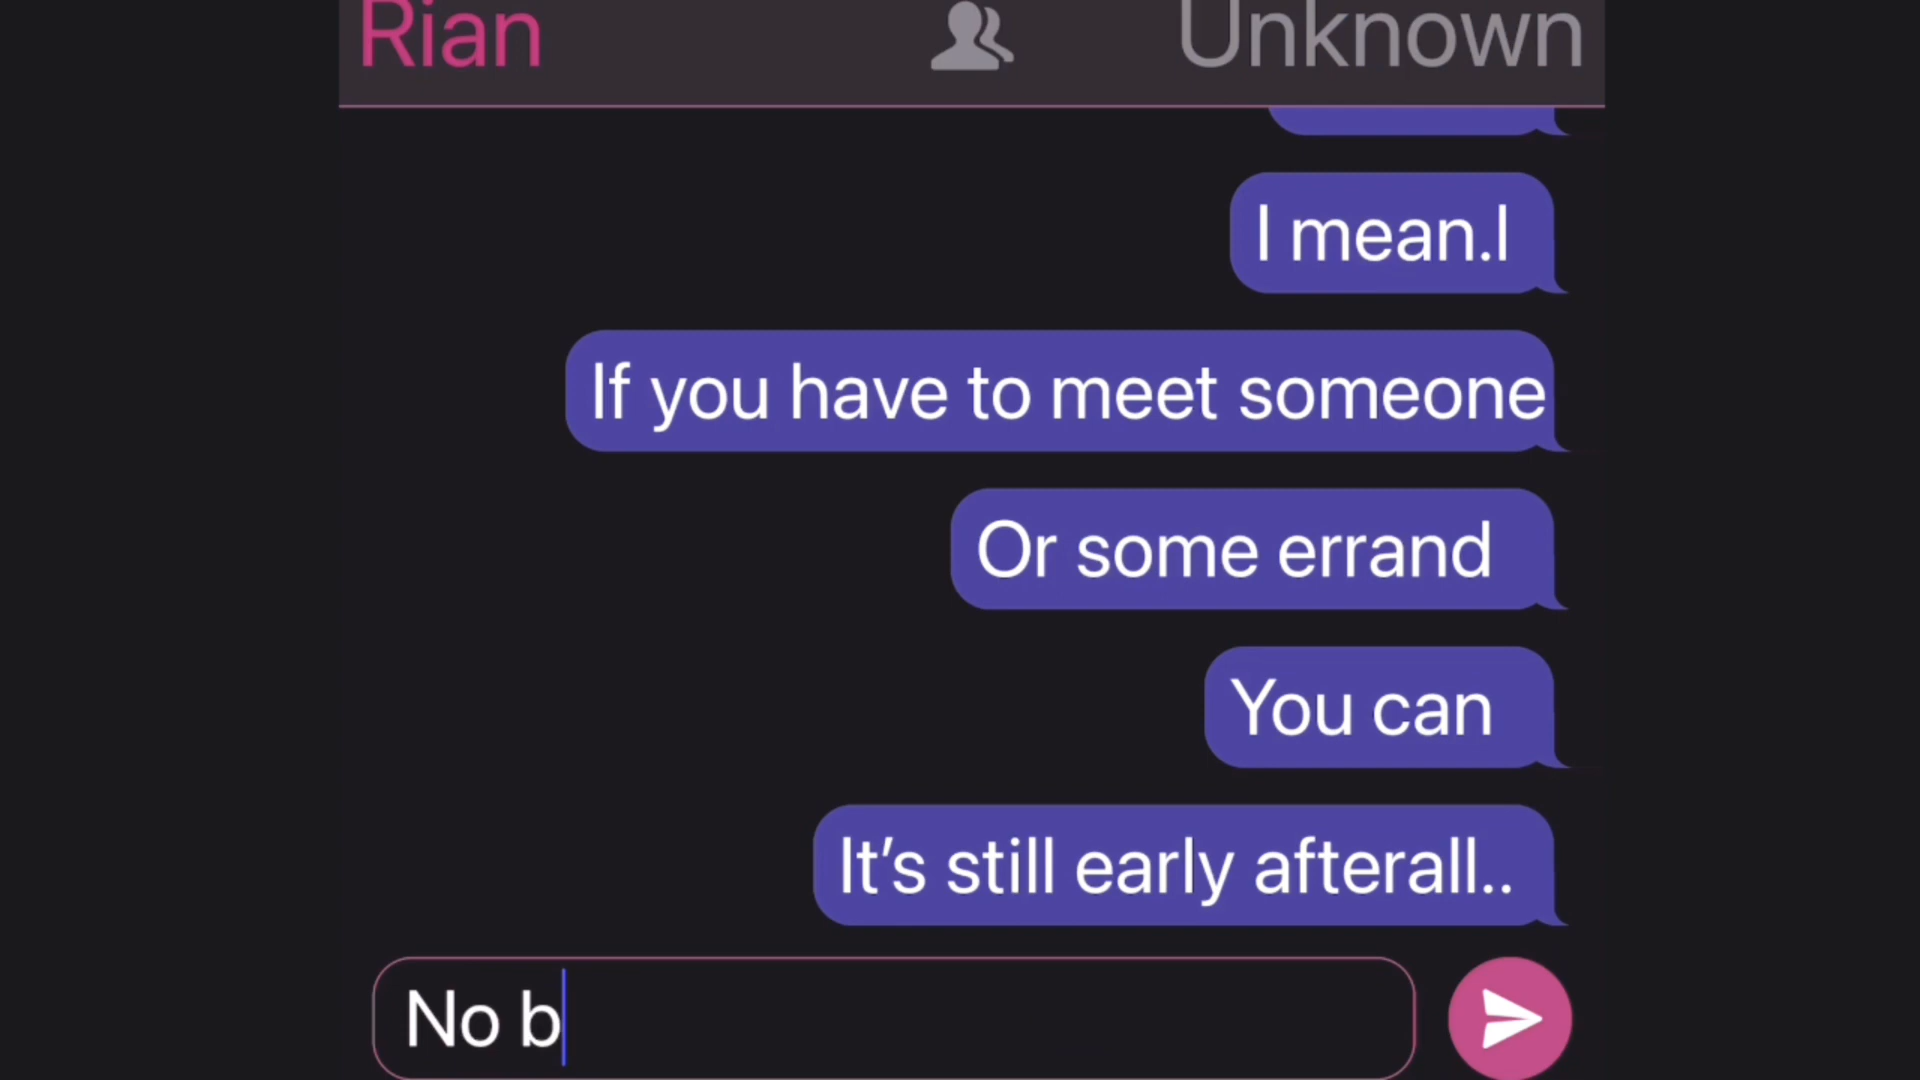 Rian
Unknown
I mean.I
If you have to meet someone
Or some errand
You can
It's still early afterall..
No b